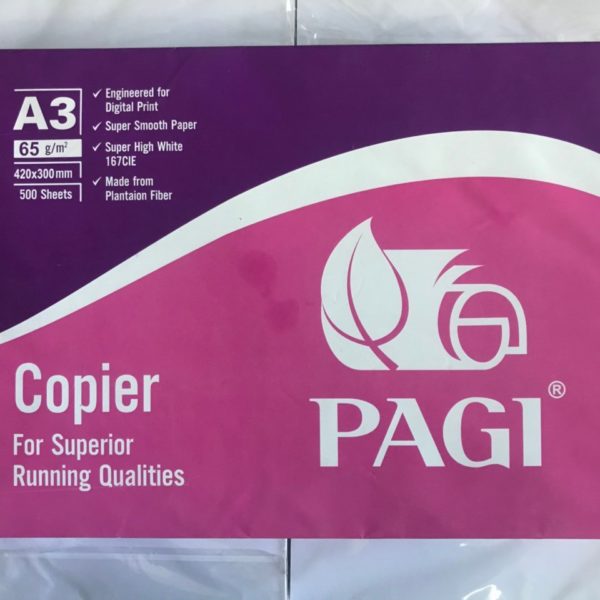 A3
65 g/m²
420x300mm
500 Sheets
✓ Engineered for
Digital Print
✓ Super Smooth Paper
✓ Super High White
167CIE
✓ Made from
Plantaion Fiber
Copier
For Superior
Running Qualities
PAGI®